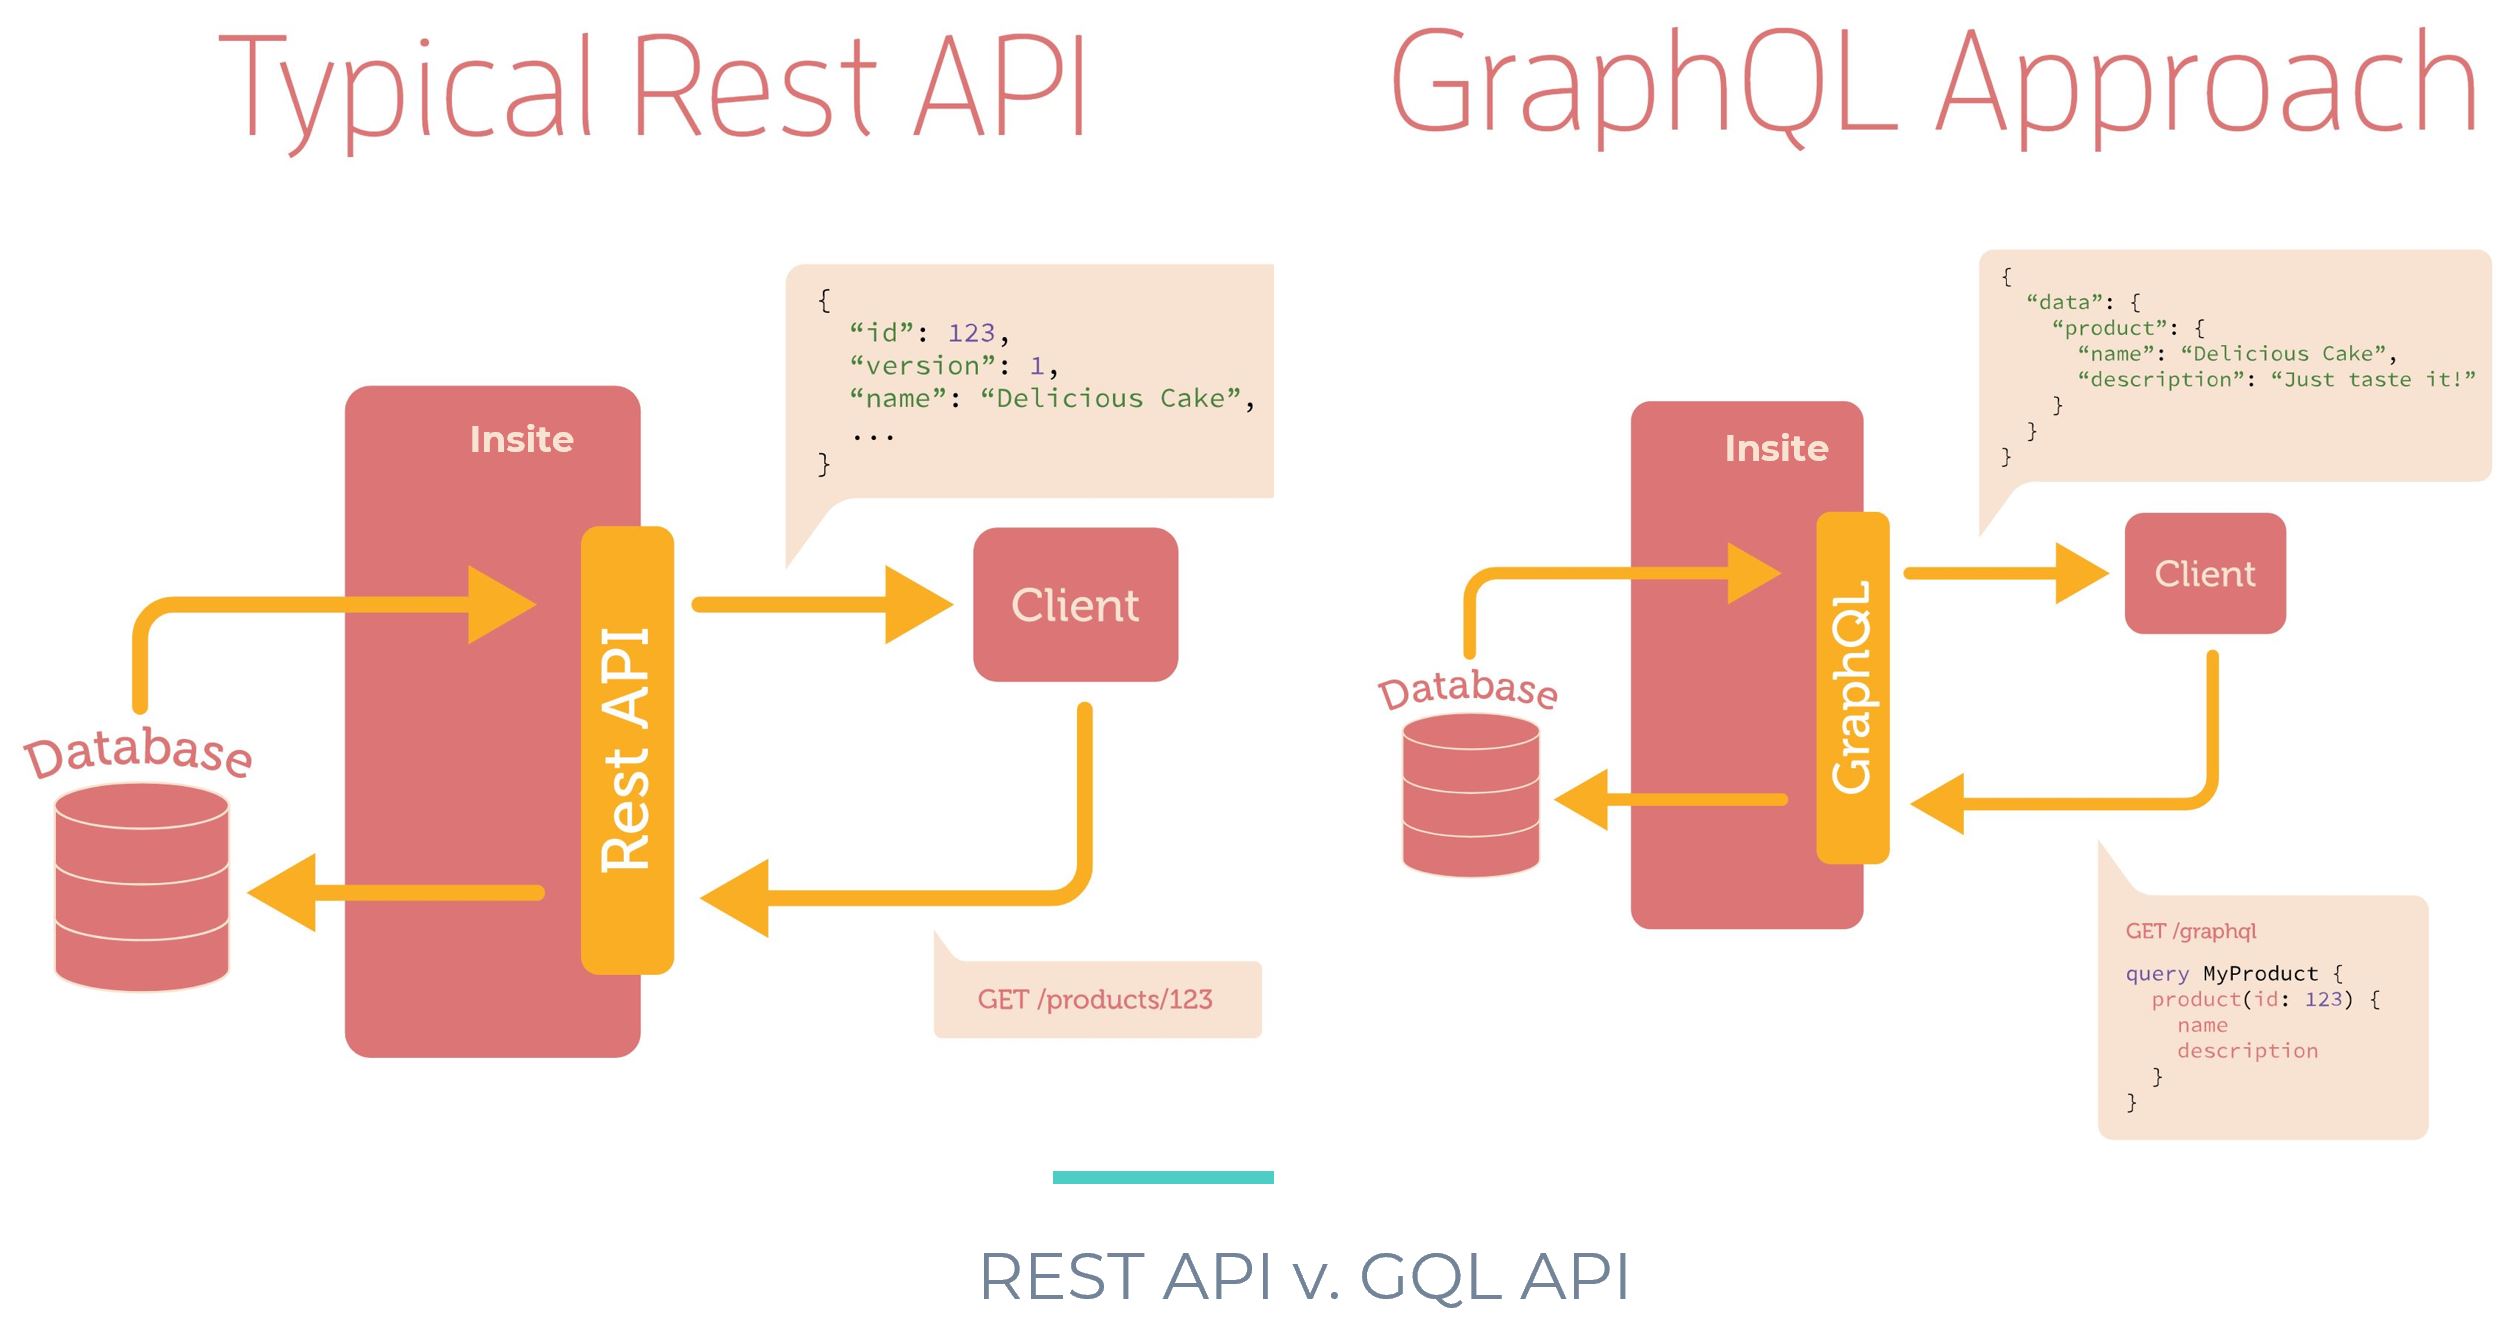 Typical Rest API
{
“id”: 123,
“version”: 1,
“name”: “Delicious Cake”,
...
}
Insite
Rest API
Client
Database
GET /products/123
GraphQL Approach
{
“data”: {
“product”: {
“name”: “Delicious Cake”,
“description”: “Just taste it!”
}
}
}
Insite
GraphQL
Client
Database
GET /graphql
query MyProduct {
product(id: 123) {
name
description
}
}
REST API v. GQL API